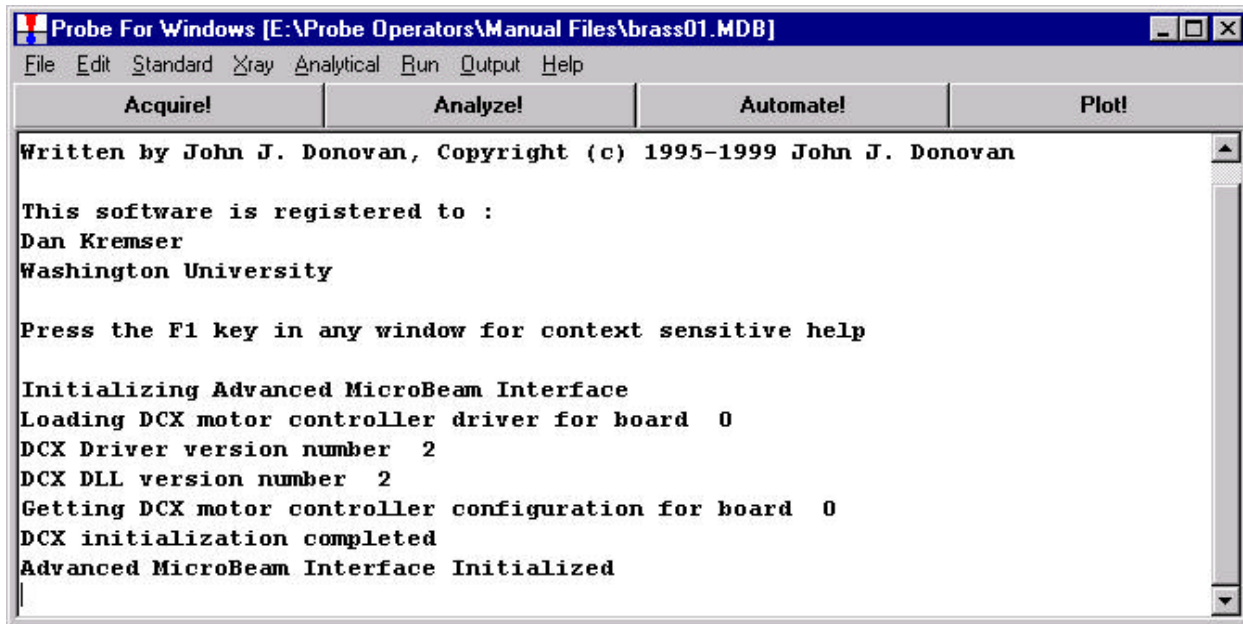 Probe For Windows [E:\Probe Operators\Manual Files\brass01.MDB]
File Edit Standard Xray Analytical Run Output Help
Acquire! Analyze! Automate! Plot!
Written by John J. Donovan, Copyright (c) 1995-1999 John J. Donovan
This software is registered to :
Dan Kremser
Washington University
Press the F1 key in any window for context sensitive help
Initializing Advanced MicroBeam Interface
Loading DCX motor controller driver for board 0
DCX Driver version number 2
DCX DLL version number 2
Getting DCX motor controller configuration for board 0
DCX initialization completed
Advanced MicroBeam Interface Initialized